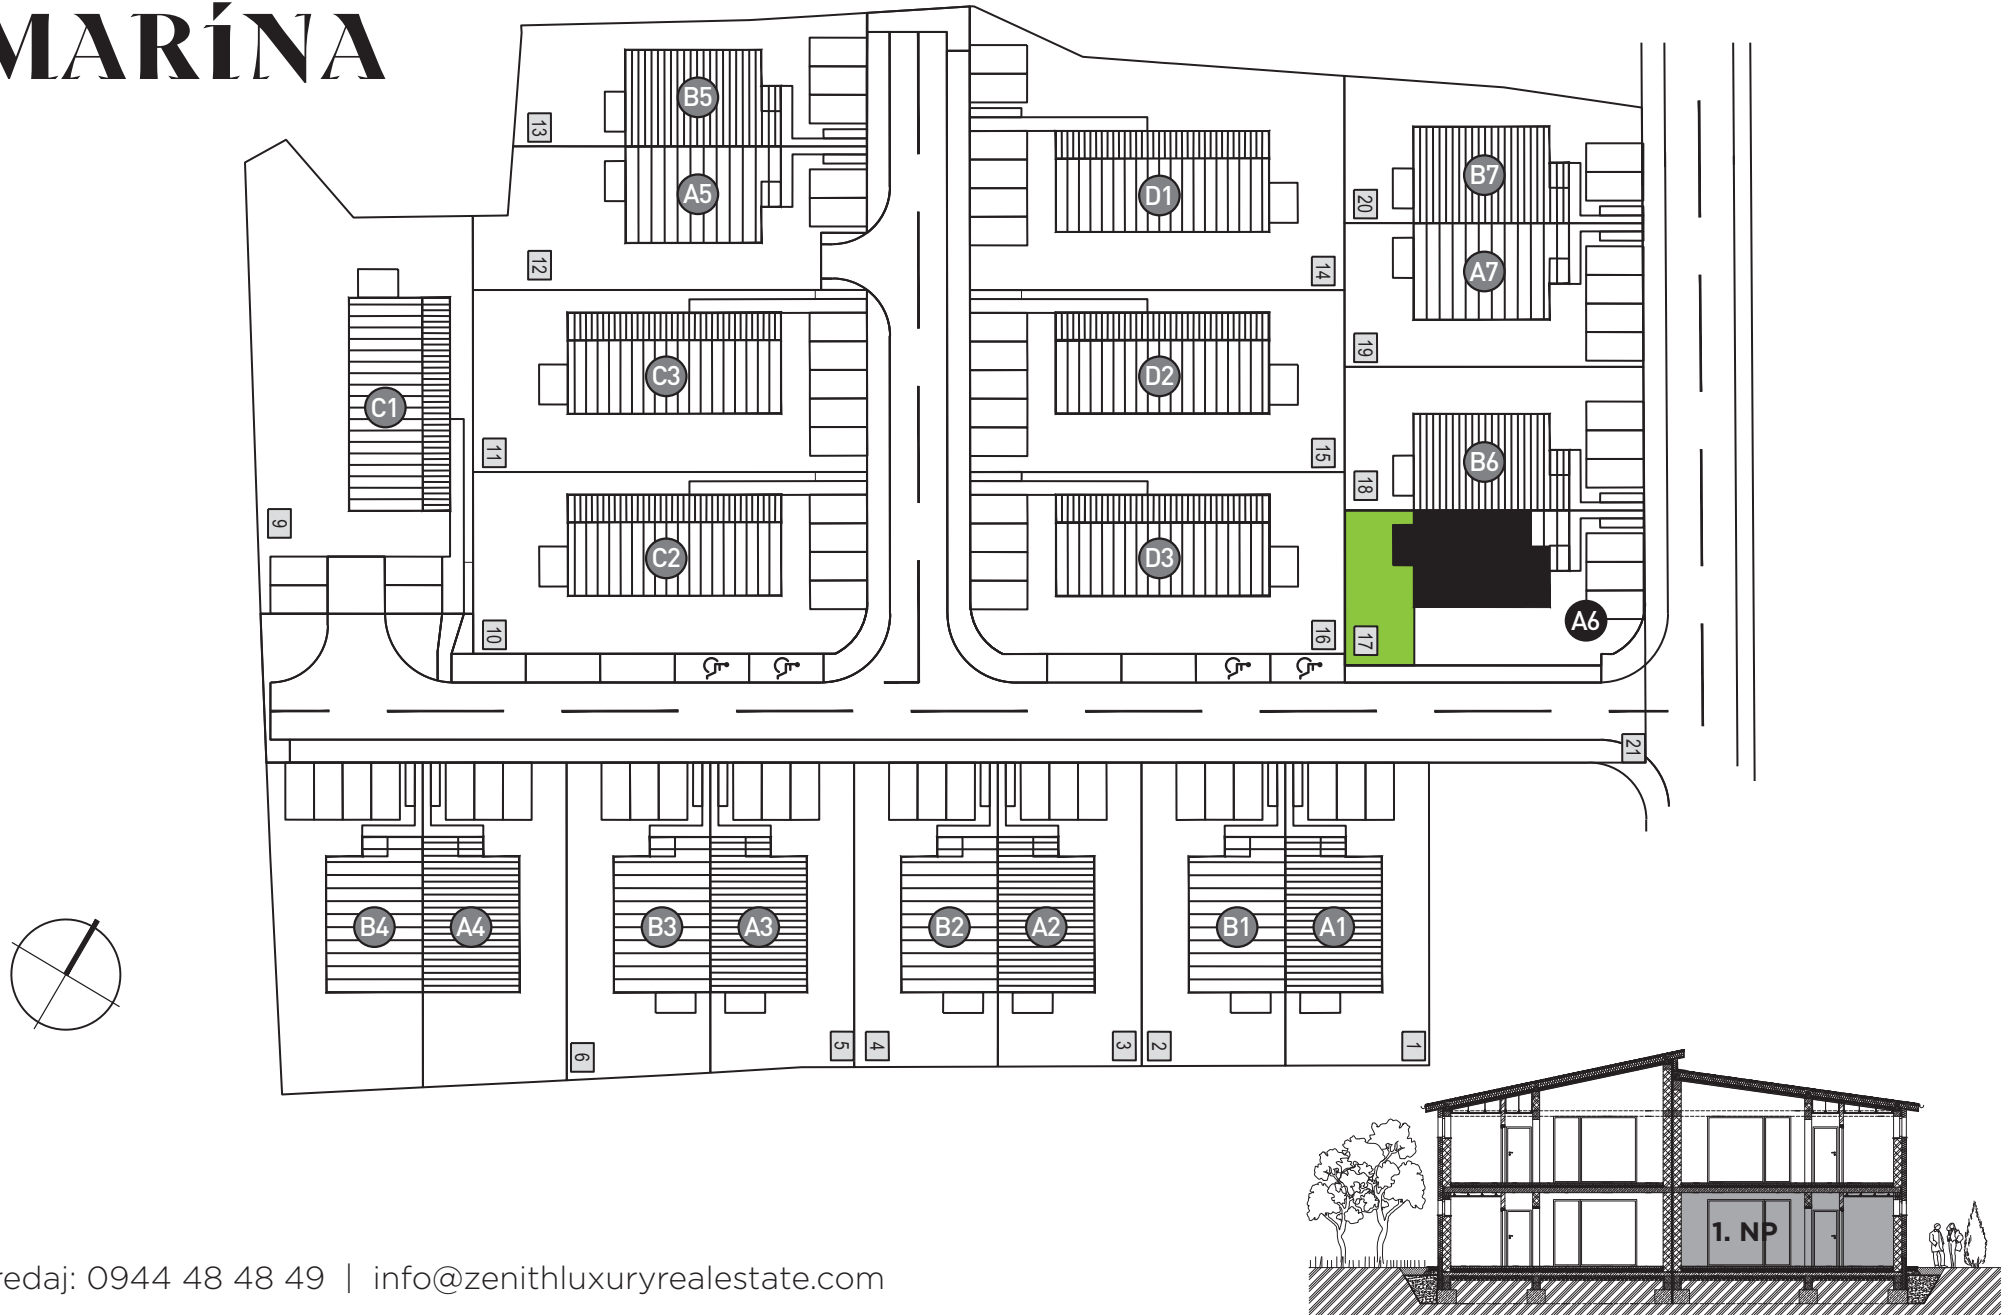 MARÍNA
B5
13
A5
12
D1
14
B7
20
A7
19
C1
9
C3
11
D2
15
B6
18
C2
10
D3
16
A6
17
21
B4
A4
B3
A3
B2
A2
B1
A1
6
5
4
3
2
1
1. NP
redaj: 0944 48 48 49 | info@zenithluxuryrealestate.com